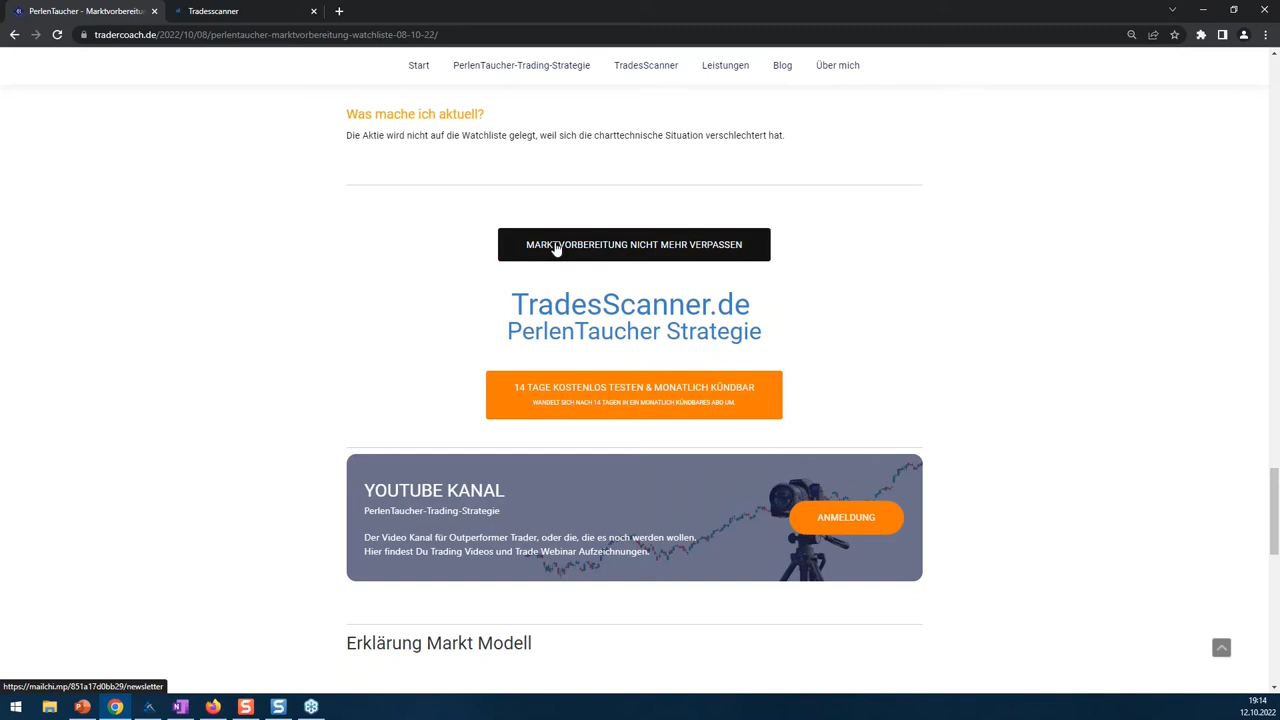 PerlenTaucher - Marktvorbereit
Tradesscanner
tradercoach.de/2022/10/08/perlentaucher-marktvorbereitung-watchliste-08-10-22/
Start PerlenTaucher-Trading-Strategie TradesScanner Leistungen Blog Über mich
Was mache ich aktuell?
Die Aktie wird nicht auf die Watchliste gelegt, weil sich die charttechnische Situation verschlechtert hat.
MARKTVORBEREITUNG NICHT MEHR VERPASSEN
TradesScanner.de
PerlenTaucher Strategie
14 TAGE KOSTENLOS TESTEN & MONATLICH KÜNDBAR
WANDELT SICH NACH 14 TAGEN IN EIN MONATLICH KÜNDBARES ABO UM.
YOUTUBE KANAL
PerlenTaucher-Trading-Strategie
ANMELDUNG
Der Video Kanal für Outperformer Trader, oder die, die es noch werden wollen.
Hier findest Du Trading Videos und Trade Webinar Aufzeichnungen.
Erklärung Markt Modell
https://mailchi.mp/851a17d0bb29/newsletter
19:14
12.10.2022